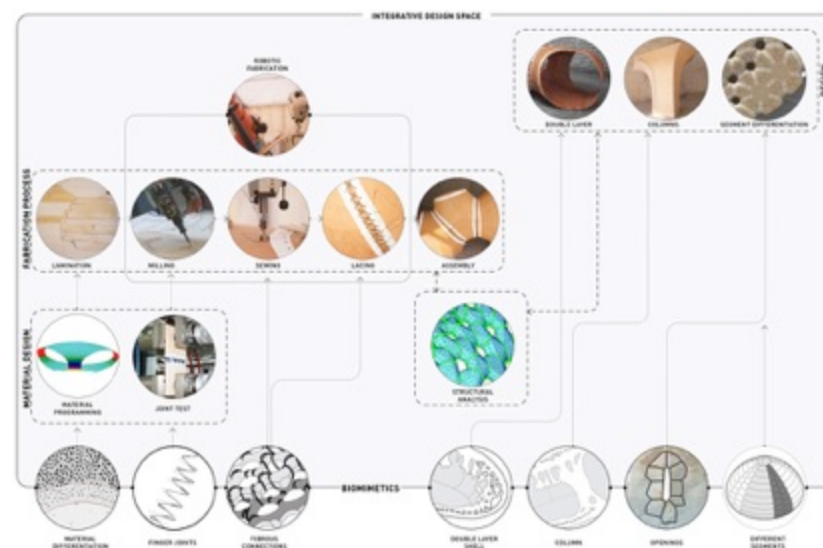 INTEGRATIVE DESIGN SPACE
ROBOTIC
FABRICATION
DOUBLE LAYER
COLUMNS
SEGMENT DIFFERENTIATION
FABRICATION PROCESS
LAMINATION
MILLING
SEWING
LACING
ASSEMBLY
MATERIAL DESIGN
MATERIAL
PROGRAMMING
JOINT TEST
STRUCTURAL
ANALYSIS
BIOMIMETICS
MATERIAL
DIFFERENTIATION
FINGER JOINTS
FIBROUS
CONNECTIONS
DOUBLE LAYER
SHELL
COLUMN
OPENINGS
DIFFERENT
SEGMENTS